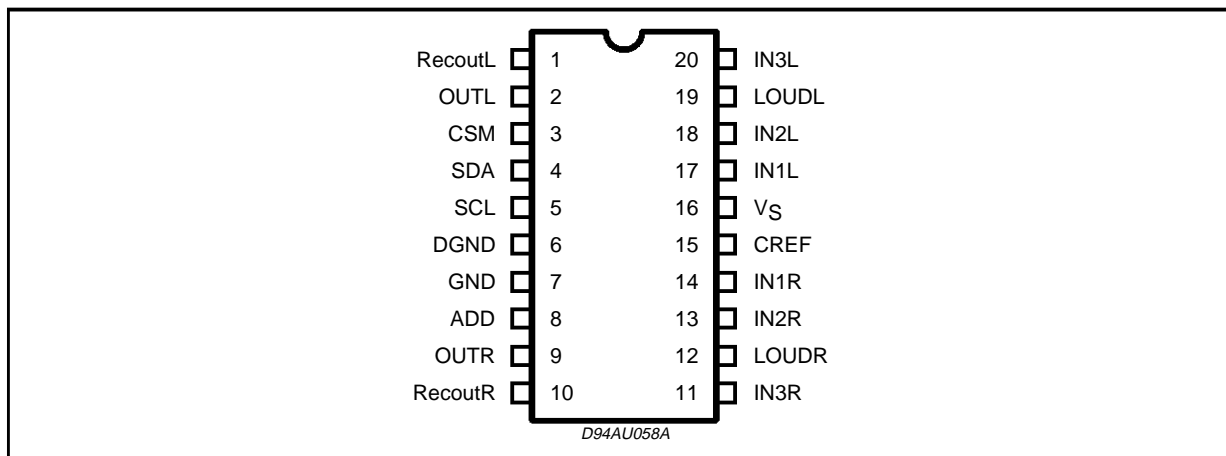 RecoutL 1 20 IN3L
OUTL 2 19 LOUDL
CSM 3 18 IN2L
SDA 4 17 IN1L
SCL 5 16 VS
DGND 6 15 CREF
GND 7 14 IN1R
ADD 8 13 IN2R
OUTR 9 12 LOUDR
RecoutR 10 11 IN3R
D94AU058A